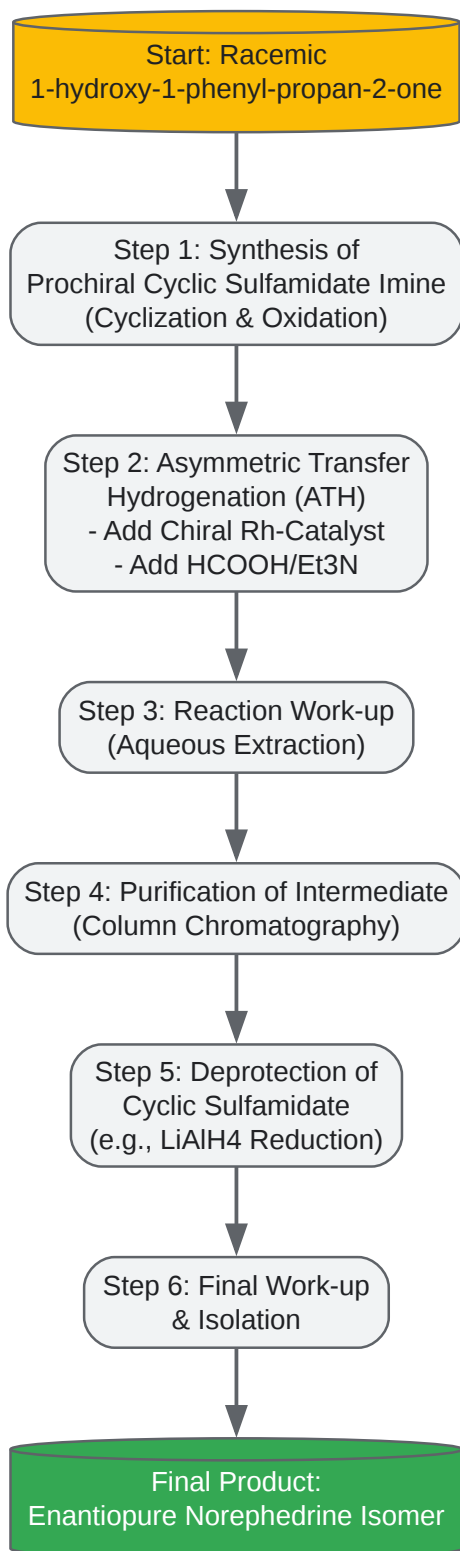 Start: Racemic
1-hydroxy-1-phenyl-propan-2-one
Step 1: Synthesis of
Prochiral Cyclic Sulfamidate Imine
(Cyclization & Oxidation)
Step 2: Asymmetric Transfer
Hydrogenation (ATH)
- Add Chiral Rh-Catalyst
- Add HCOOH/Et3N
Step 3: Reaction Work-up
(Aqueous Extraction)
Step 4: Purification of Intermediate
(Column Chromatography)
Step 5: Deprotection of
Cyclic Sulfamidate
(e.g., LiAlH4 Reduction)
Step 6: Final Work-up
& Isolation
Final Product:
Enantiopure Norephedrine Isomer